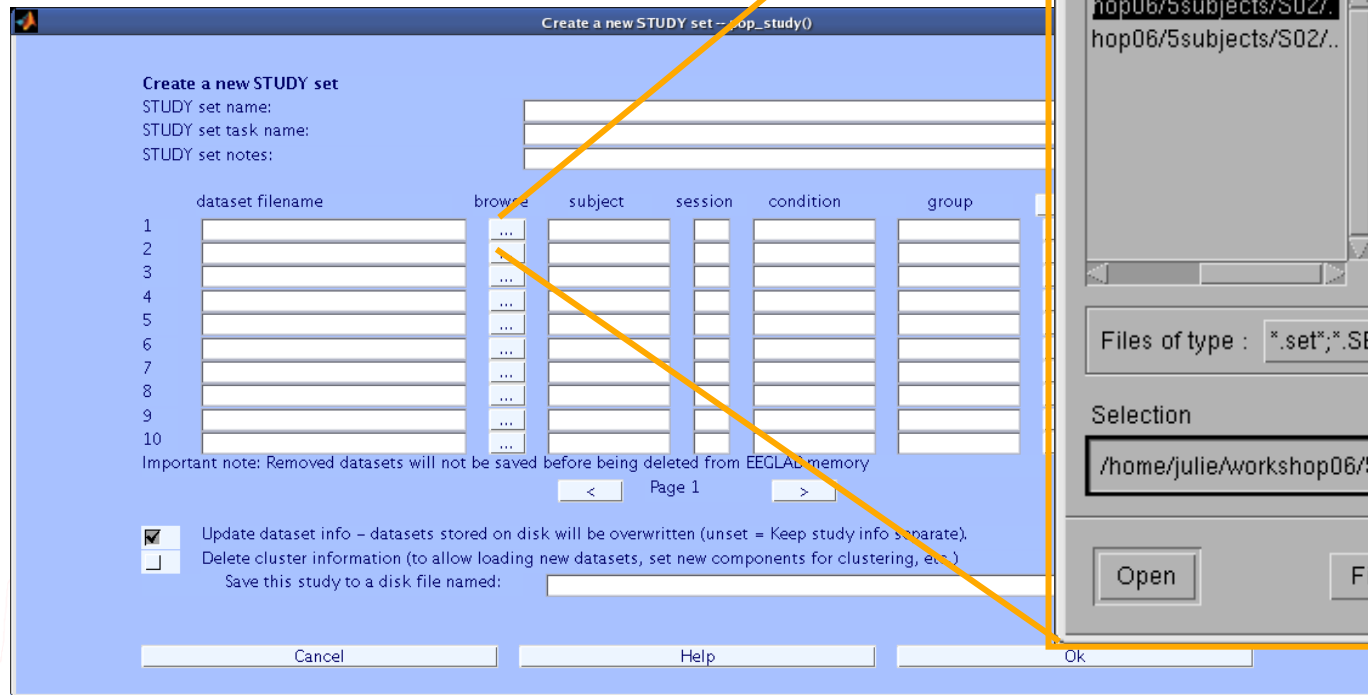 Create a new STUDY set -- pop_study()
Create a new STUDY set
STUDY set name:
STUDY set task name:
STUDY set notes:
dataset filename browse subject session condition group
1 ...
2 ...
3 ...
4 ...
5 ...
6 ...
7 ...
8 ...
9 ...
10 ...
Important note: Removed datasets will not be saved before being deleted from EEGLAB memory
< Page 1 >
Update dataset info – datasets stored on disk will be overwritten (unset = Keep study info separate).
Delete cluster information (to allow loading new datasets, set new components for clustering, etc.)
Save this study to a disk file named:
Cancel Help Ok
hop06/5subjects/S02/.
hop06/5subjects/S02/..
Files of type : *.set*;*.SE
Selection
/home/julie/workshop06/5
Open F